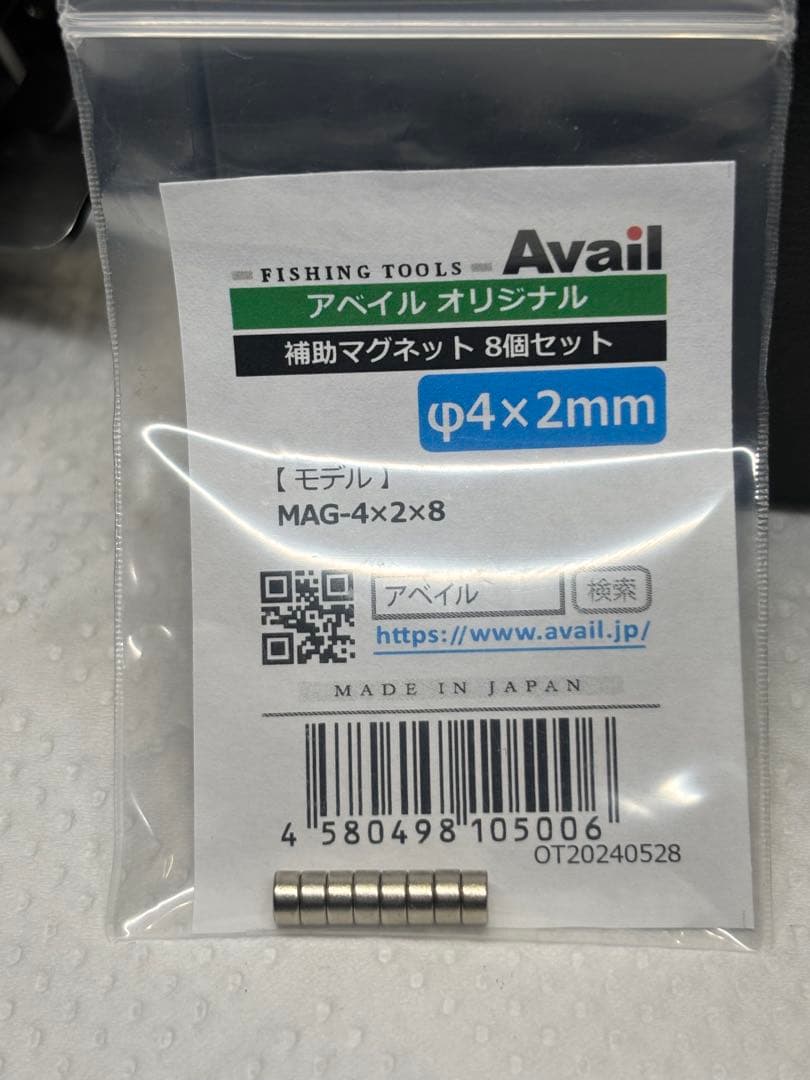 FISHING TOOLS Avail
アベイル オリジナル
補助マグネット 8個セット
φ4×2mm
【 モデル 】
MAG-4×2×8
アベイル 検索
https://www.avail.jp/
MADE IN JAPAN
4 580498 105006
OT20240528